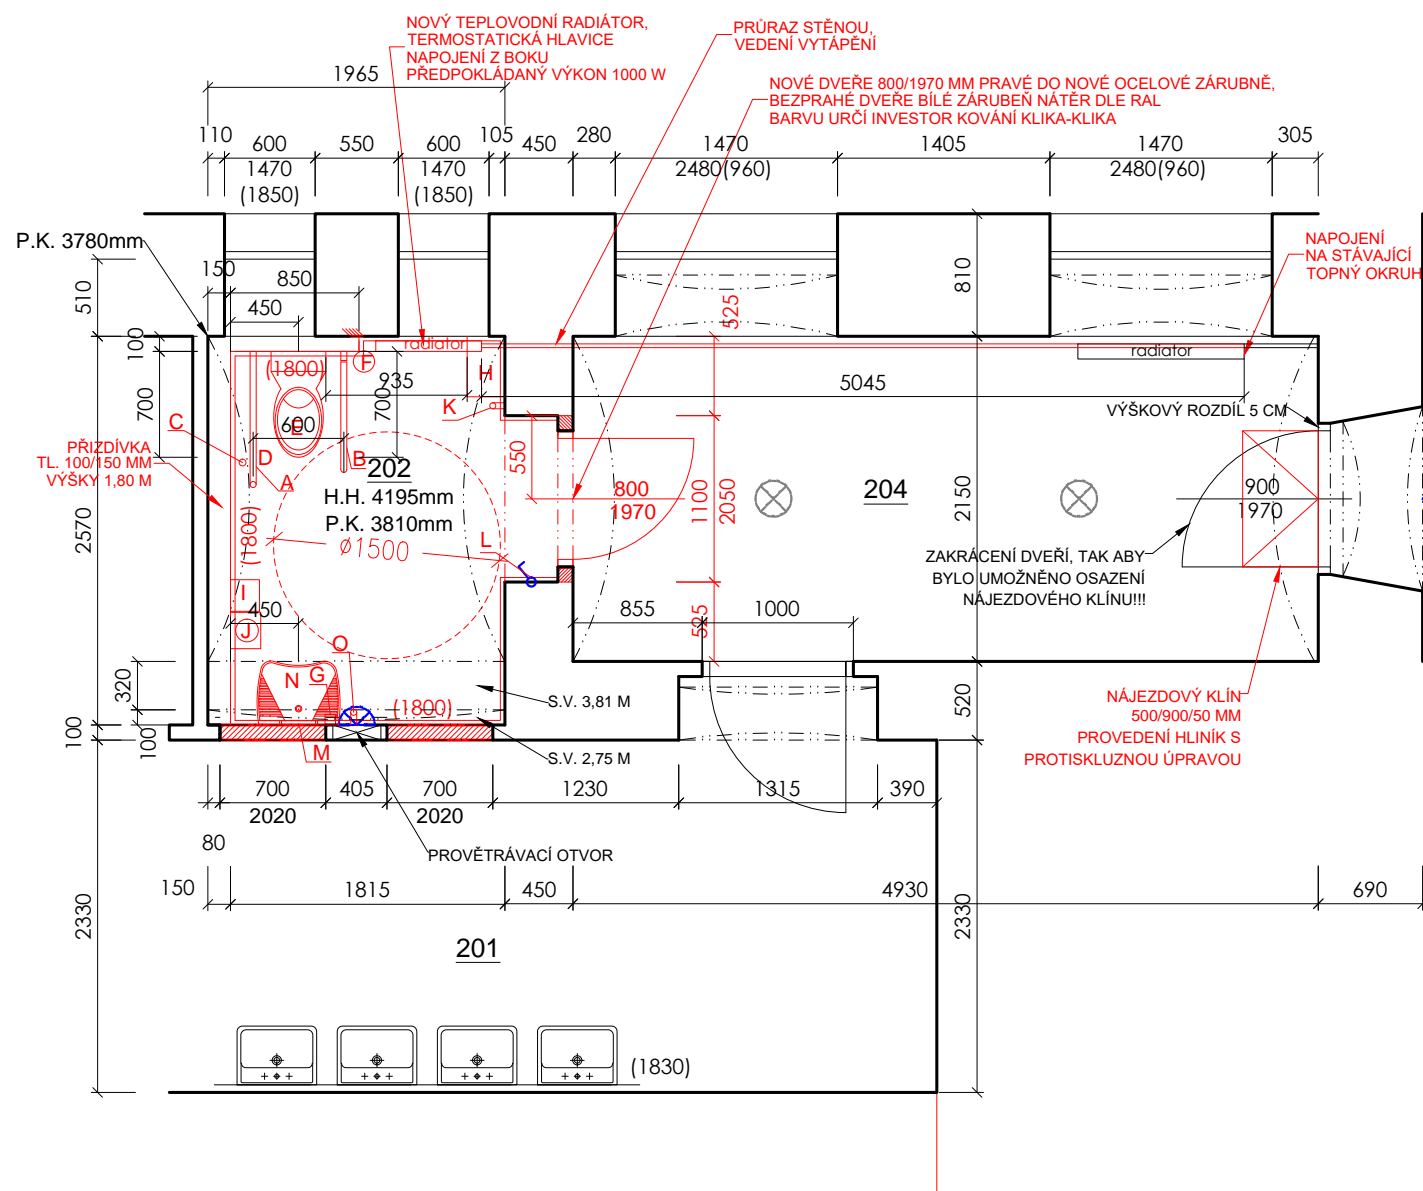 NOVÝ TEPLOVODNÍ RADIÁTOR,
TERMOSTATICKÁ HLAVICE
NAPOJENÍ Z BOKU
PŘEDPOKLÁDANÝ VÝKON 1000 W
PRŮRAZ STĚNOU,
VEDENÍ VYTÁPĚNÍ
NOVÉ DVEŘE 800/1970 MM PRAVÉ DO NOVÉ OCELOVÉ ZÁRUBNĚ,
BEZPRAHÉ DVEŘE BÍLÉ ZÁRUBEŇ NÁTĚR DLE RAL
BARVU URČÍ INVESTOR KOVÁNÍ KLIKA-KLIKA
1965
110
600
1470
(1850)
550
600
1470
(1850)
105
450
280
1470
2480(960)
1405
1470
2480(960)
305
P.K. 3780mm
NAPOJENÍ
NA STÁVAJÍCÍ
TOPNÝ OKRUH
510
150
850
450
810
525
100
radiator
F
radiator
(1800)
935
H
5045
700
700
K
VÝŠKOVÝ ROZDÍL 5 CM
C
600
E
PŘIZDÍVKA
TL. 100/150 MM
VÝŠKY 1,80 M
D
B
A
202
H.H. 4195mm
P.K. 3810mm
550
800
1970
1100
2050
204
2150
900
1970
2570
(1800)
ø1500
L
ZAKRÁCENÍ DVEŘÍ, TAK ABY
BYLO UMOŽNĚNO OSAZENÍ
NÁJEZDOVÉHO KLÍNU!!!
I
450
J
855
1000
525
O
320
N
G
(1800)
S.V. 3,81 M
520
NÁJEZDOVÝ KLÍN
500/900/50 MM
PROVEDENÍ HLINÍK S
PROTISKLUZNOU ÚPRAVOU
100
100
M
S.V. 2,75 M
700
2020
405
700
2020
1230
1315
390
80
PROVĚTRÁVACÍ OTVOR
150
1815
450
4930
690
2330
2330
201
(1830)